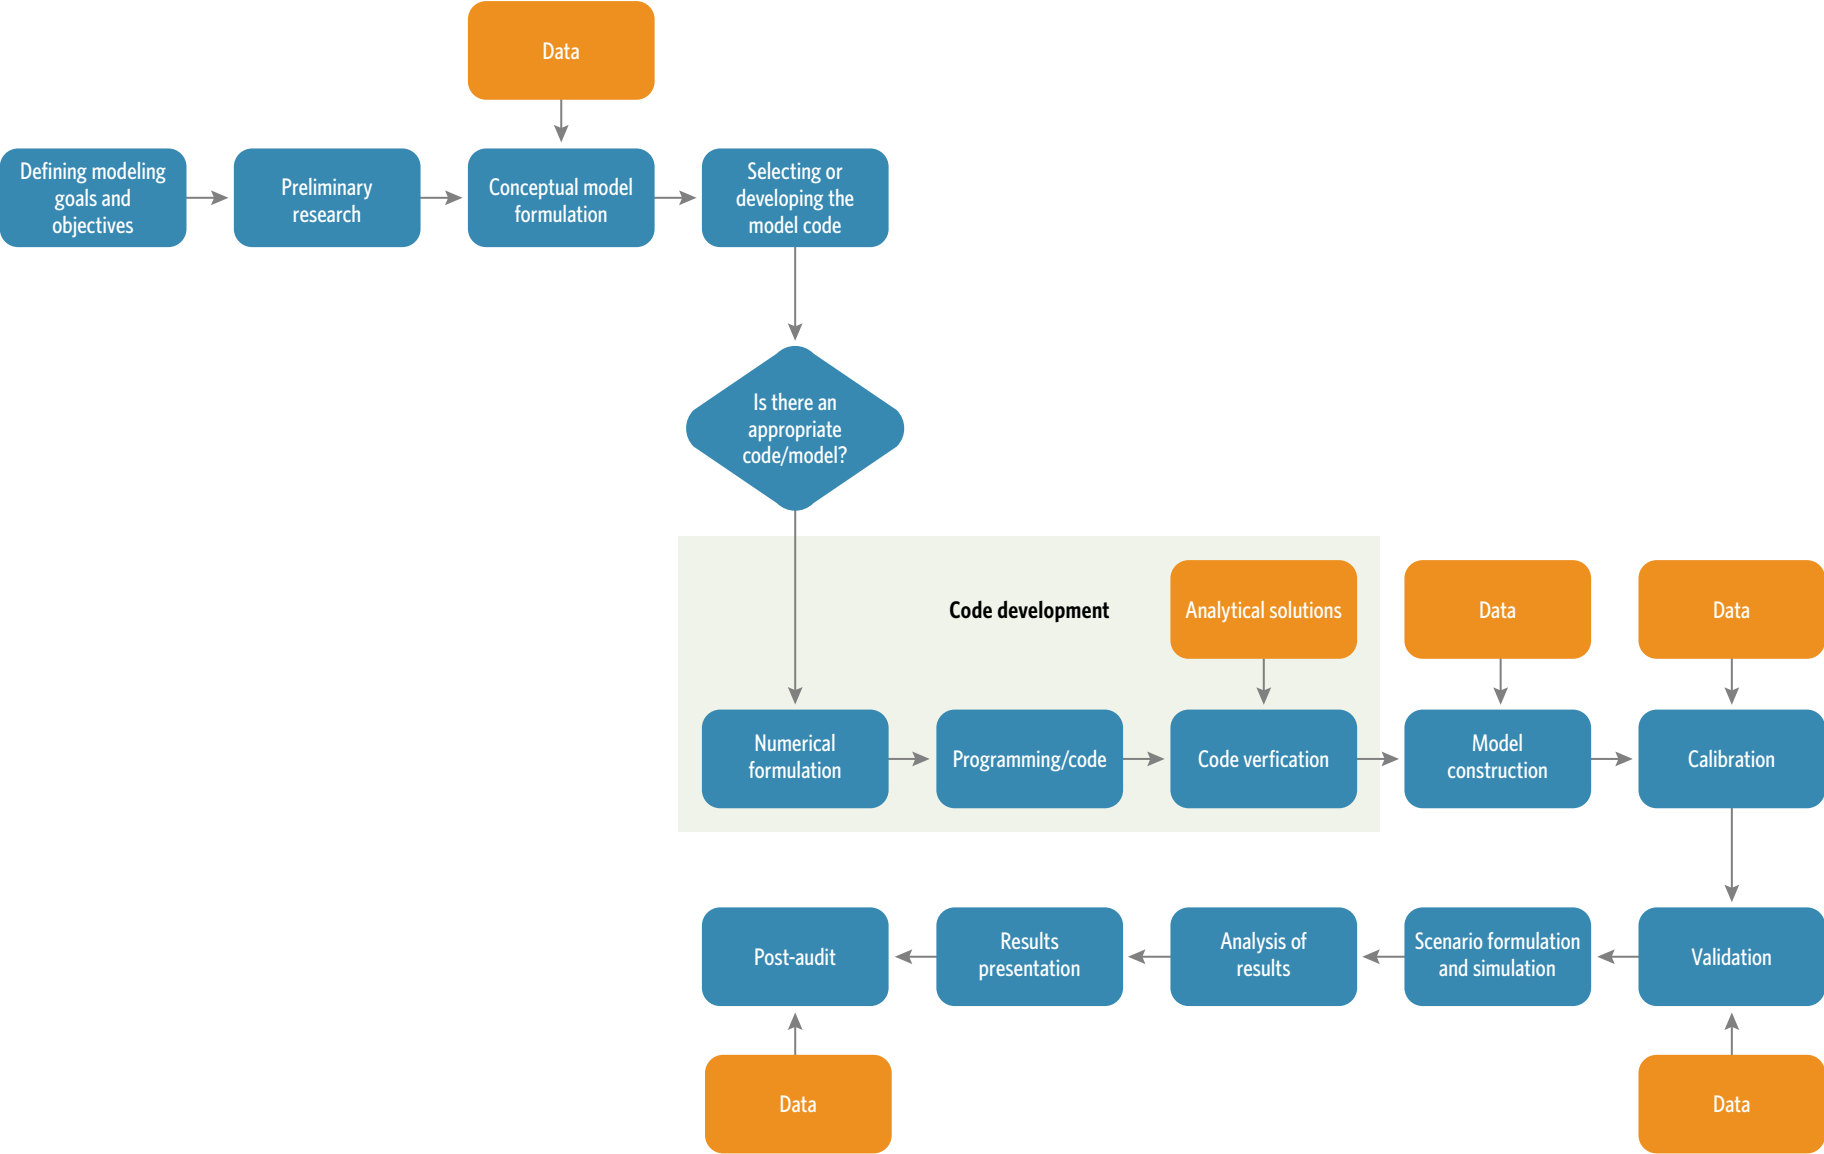 Data
Defining modeling
goals and
objectives
Preliminary
research
Conceptual model
formulation
Selecting or
developing the
model code
Is there an
appropriate
code/model?
Code development
Analytical solutions
Data
Data
Numerical
formulation
Programming/code
Code verfication
Model
construction
Calibration
Post-audit
Results
presentation
Analysis of
results
Scenario formulation
and simulation
Validation
Data
Data